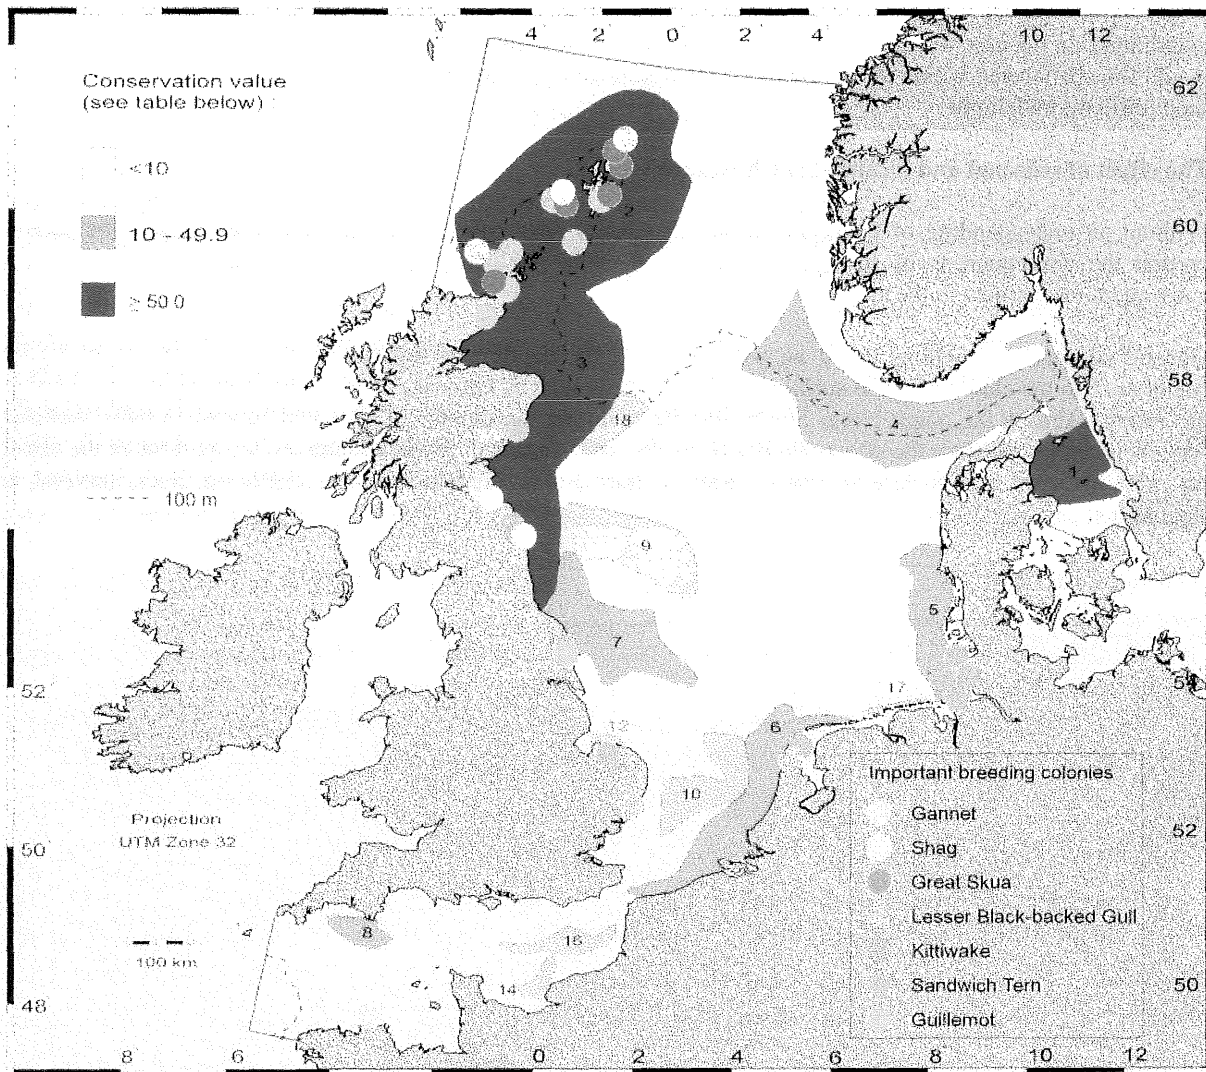 4 2 0 2 4 10 12
Conservation value
(see table below) :
<10
10 - 49.9
≥ 50 0
62
60
58
54
52
50
2
3
18
4
1
9
5
7
17
12
6
10
8
16
14
100 m
52
50
48
Projection
UTM Zone 32
100 km
Important breeding colonies
Gannet
Shag
Great Skua
Lesser Black-backed Gull
Kittiwake
Sandwich Tern
Guillemot
8 6 4 0 2 4 6 8 10 12